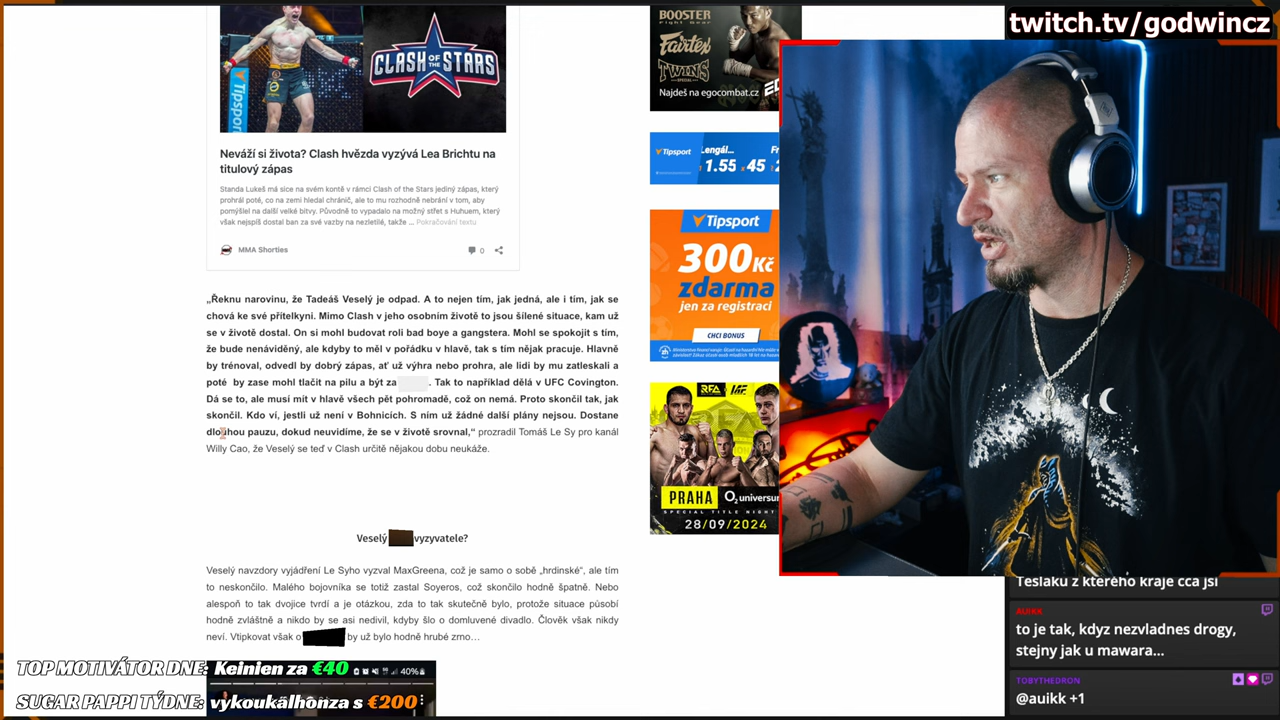 twitch.tv/godwincz
Tipsport
CLASH OF THE STARS
BOOSTER
Fight Gear
Fairtex
TWINS
SPECIAL
Najdeš na egocombat.cz
Neváží si života? Clash hvězda vyzývá Lea Brichtu na
titulový zápas
Standa Lukeš má sice na svém kontě v rámci Clash of the Stars jediný zápas, který
prohrál poté, co na zemi hledal chránič, ale to mu rozhodně nebrání v tom, aby
pomýšlel na další velké bitvy. Původně to vypadalo na možný střet s Huhuem, který
však nejspíš dostal ban za své vazby na nezletilé, takže ... Pokračování textu
MMA Shorties
0
Tipsport
Lengál...
1.55
x 45
Tipsport
300Kč
zdarma
jen za registraci
CHCI BONUS
„Řeknu narovinu, že Tadeáš Veselý je odpad. A to nejen tím, jak jedná, ale i tím, jak se
chová ke své přítelkyni. Mimo Clash v jeho osobním životě to jsou šílené situace, kam už
se v životě dostal. On si mohl budovat roli bad boye a gangstera. Mohl se spokojit s tím,
že bude nenáviděný, ale kdyby to měl v pořádku v hlavě, tak s tím nějak pracuje. Hlavně
by trénoval, odvedl by dobrý zápas, ať už výhra nebo prohra, ale lidi by mu zatleskali a
poté by zase mohl tlačit na pilu a být za . Tak to například dělá v UFC Covington.
Dá se to, ale musí mít v hlavě všech pět pohromadě, což on nemá. Proto skončil tak, jak
skončil. Kdo ví, jestli už není v Bohnicích. S ním už žádné další plány nejsou. Dostane
dlouhou pauzu, dokud neuvidíme, že se v životě srovnal,“ prozradil Tomáš Le Sy pro kanál
Willy Cao, že Veselý se teď v Clash určitě nějakou dobu neukáže.
RFA
PRAHA
O2 universum
SPECIAL TITLE NIGHT
28/09/2024
Veselý vyzyvatele?
Veselý navzdory vyjádření Le Syho vyzval MaxGreena, což je samo o sobě „hrdinské“, ale tím
to neskončilo. Malého bojovníka se totiž zastal Soyeros, což skončilo hodně špatně. Nebo
alespoň to tak dvojice tvrdí a je otázkou, zda to tak skutečně bylo, protože situace působí
hodně zvláštně a nikdo by se asi nedivil, kdyby šlo o domluvené divadlo. Člověk však nikdy
neví. Vtipkovat však o by už bylo hodně hrubé zrno…
40%
TOP MOTIVÁTOR DNE: Keinien za €40
SUGAR PAPPI TÝDNE: vykoukalhonza s €200
Teslaku z kterého kraje cca jsi
AUIKK
to je tak, kdyz nezvladnes drogy,
stejny jak u mawara...
TOBYTHEDRON
@auikk +1